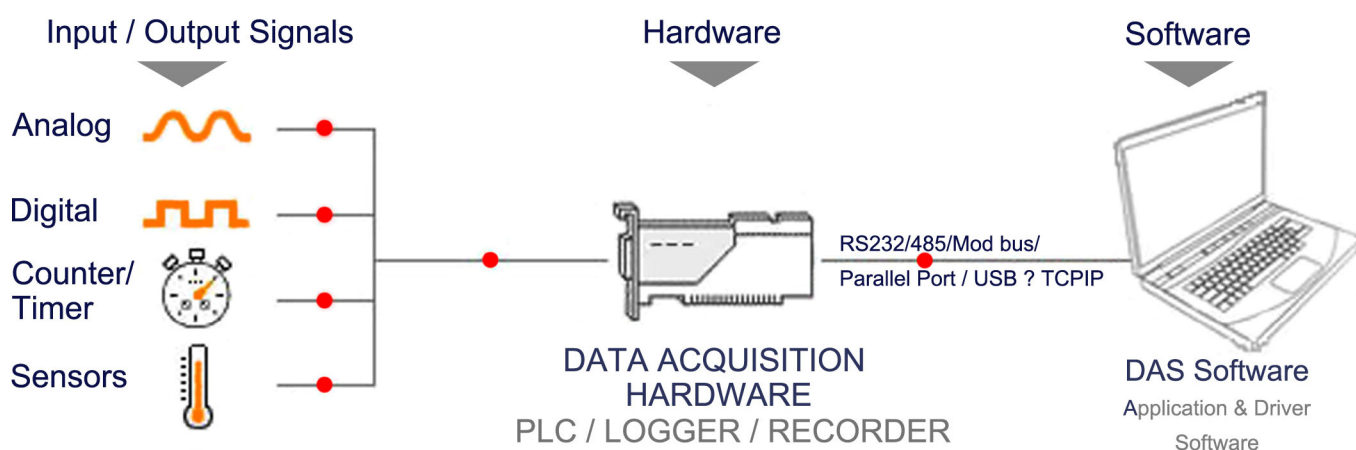 Input / Output Signals
Hardware
Software
Analog
Digital
Counter/
Timer
Sensors
RS232/485/Mod bus/
Parallel Port / USB ? TCPIP
DATA ACQUISITION
HARDWARE
PLC / LOGGER / RECORDER
DAS Software
Application & Driver
Software